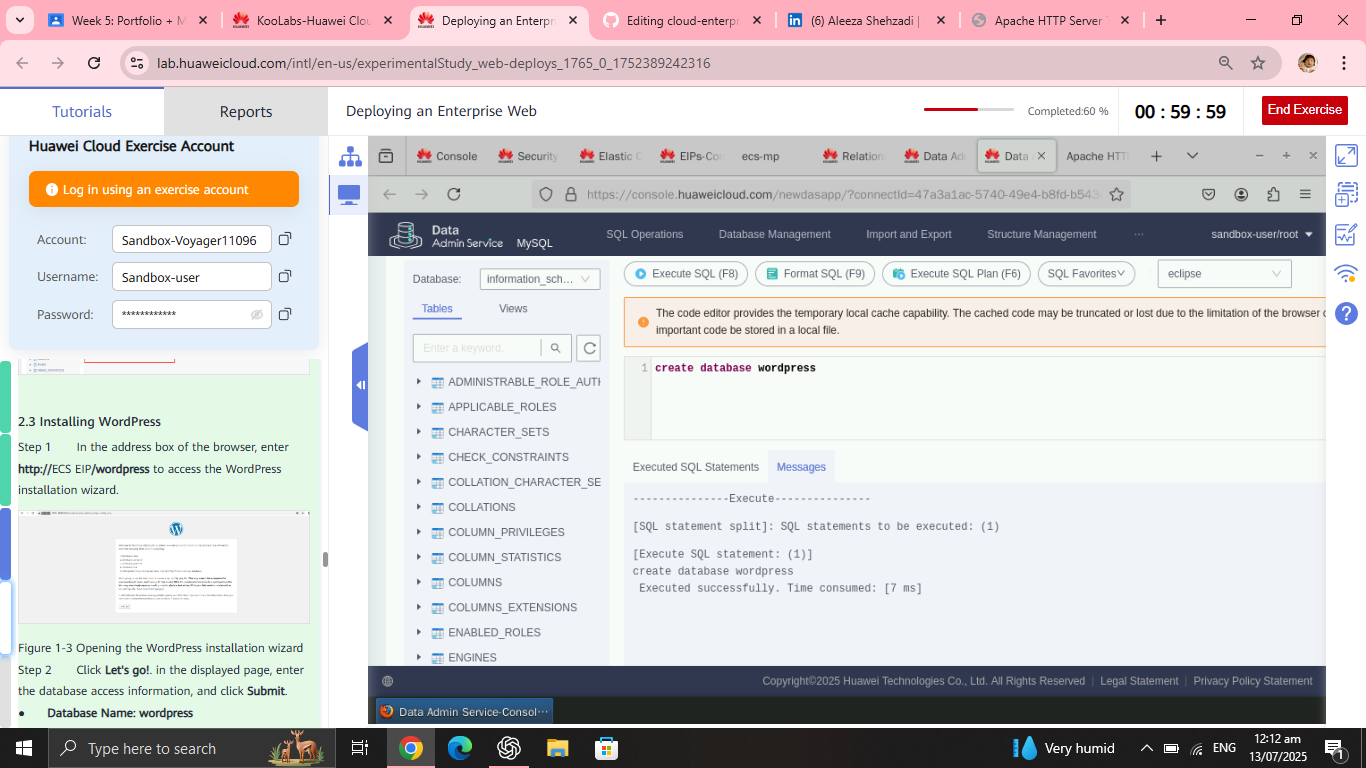 Week 5: Portfolio + M
KooLabs-Huawei Clou
Deploying an Enterpr
Editing cloud-enterpr
(6) Aleeza Shehzadi |
Apache HTTP Server
lab.huaweicloud.com/intl/en-us/experimentalStudy_web-deploys_1765_0_1752389242316
Tutorials
Reports
Deploying an Enterprise Web
Completed:60 %
00 : 59 : 59
End Exercise
Huawei Cloud Exercise Account
Log in using an exercise account
Account:
Sandbox-Voyager11096
Username:
Sandbox-user
Password:
************
2.3 Installing WordPress
Step 1 In the address box of the browser, enter
http://ECS EIP/wordpress to access the WordPress
installation wizard.
Figure 1-3 Opening the WordPress installation wizard
Step 2 Click Let's go!. in the displayed page, enter
the database access information, and click Submit.
● Database Name: wordpress
Console
Security
Elastic C
EIPs-Con
ecs-mp
Relation
Data Ad
Data
Apache HTT
https://console.huaweicloud.com/newdasapp/?connectId=47a3a1ac-5740-49e4-b8fd-b543
Data
Admin Service
MySQL
SQL Operations
Database Management
Import and Export
Structure Management
...
sandbox-user/root
Database:
information_sch...
Tables
Views
Enter a keyword.
ADMINISTRABLE_ROLE_AUTH
APPLICABLE_ROLES
CHARACTER_SETS
CHECK_CONSTRAINTS
COLLATION_CHARACTER_SE
COLLATIONS
COLUMN_PRIVILEGES
COLUMN_STATISTICS
COLUMNS
COLUMNS_EXTENSIONS
ENABLED_ROLES
ENGINES
Execute SQL (F8)
Format SQL (F9)
Execute SQL Plan (F6)
SQL Favorites
eclipse
The code editor provides the temporary local cache capability. The cached code may be truncated or lost due to the limitation of the browser
important code be stored in a local file.
1 create database wordpress
Executed SQL Statements
Messages
---------------Execute---------------
[SQL statement split]: SQL statements to be executed: (1)
[Execute SQL statement: (1)]
create database wordpress
Executed successfully. Time consumed: [7 ms]
Copyright©2025 Huawei Technologies Co., Ltd. All Rights Reserved | Legal Statement | Privacy Policy Statement
Data Admin Service-Consol…
Type here to search
Very humid
ENG
12:12 am
13/07/2025
1